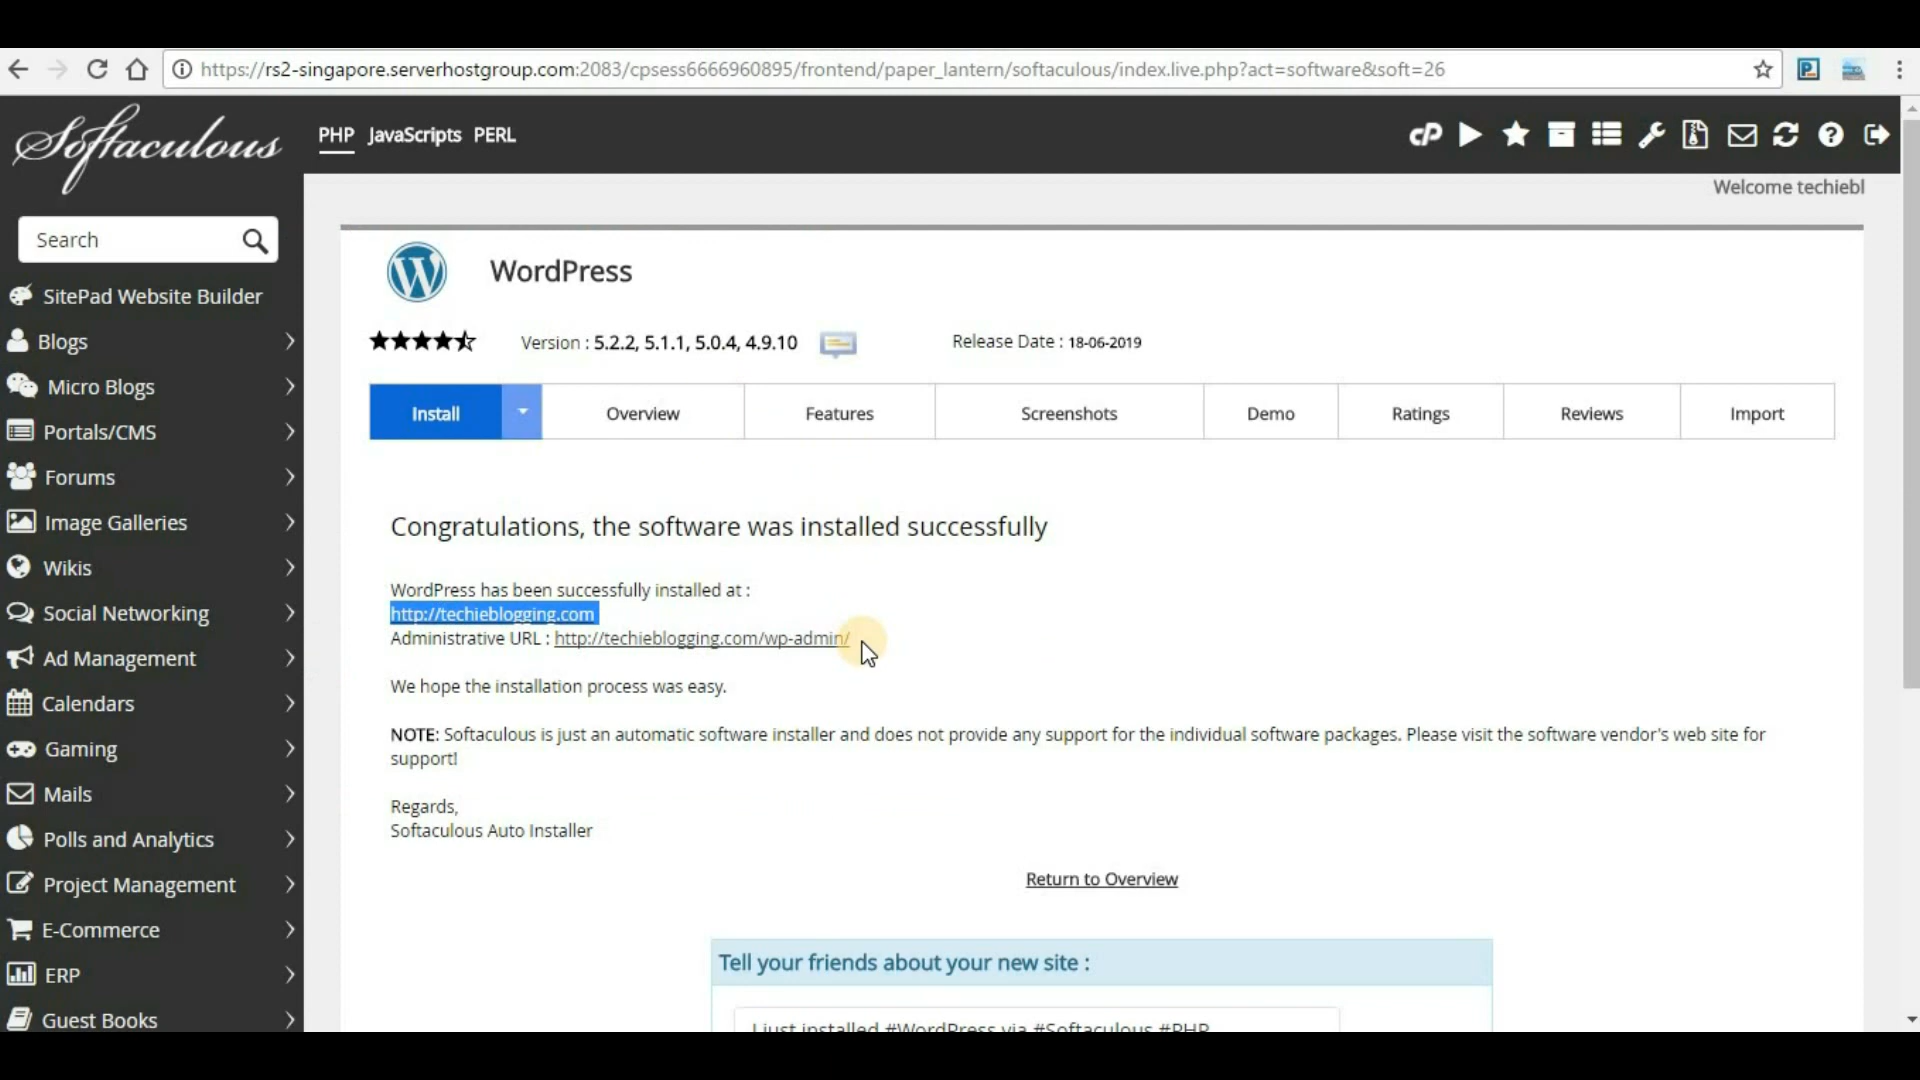 https://rs2-singapore.serverhostgroup.com:2083/cpsess6666960895/frontend/paper_lantern/softaculous/index.live.php?act=software&soft=26
Softaculous
PHP JavaScripts PERL
Welcome techiebl
Search
SitePad Website Builder
Blogs
Micro Blogs
Portals/CMS
Forums
Image Galleries
Wikis
Social Networking
Ad Management
Calendars
Gaming
Mails
Polls and Analytics
Project Management
E-Commerce
ERP
Guest Books
WordPress
Version : 5.2.2, 5.1.1, 5.0.4, 4.9.10
Release Date : 18-06-2019
Install
Overview
Features
Screenshots
Demo
Ratings
Reviews
Import
Congratulations, the software was installed successfully
WordPress has been successfully installed at :
http://techieblogging.com
Administrative URL : http://techieblogging.com/wp-admin/
We hope the installation process was easy.
NOTE: Softaculous is just an automatic software installer and does not provide any support for the individual software packages. Please visit the software vendor's web site for
support!
Regards,
Softaculous Auto Installer
Return to Overview
Tell your friends about your new site :
I just installed #WordPress via #Softaculous #PHP